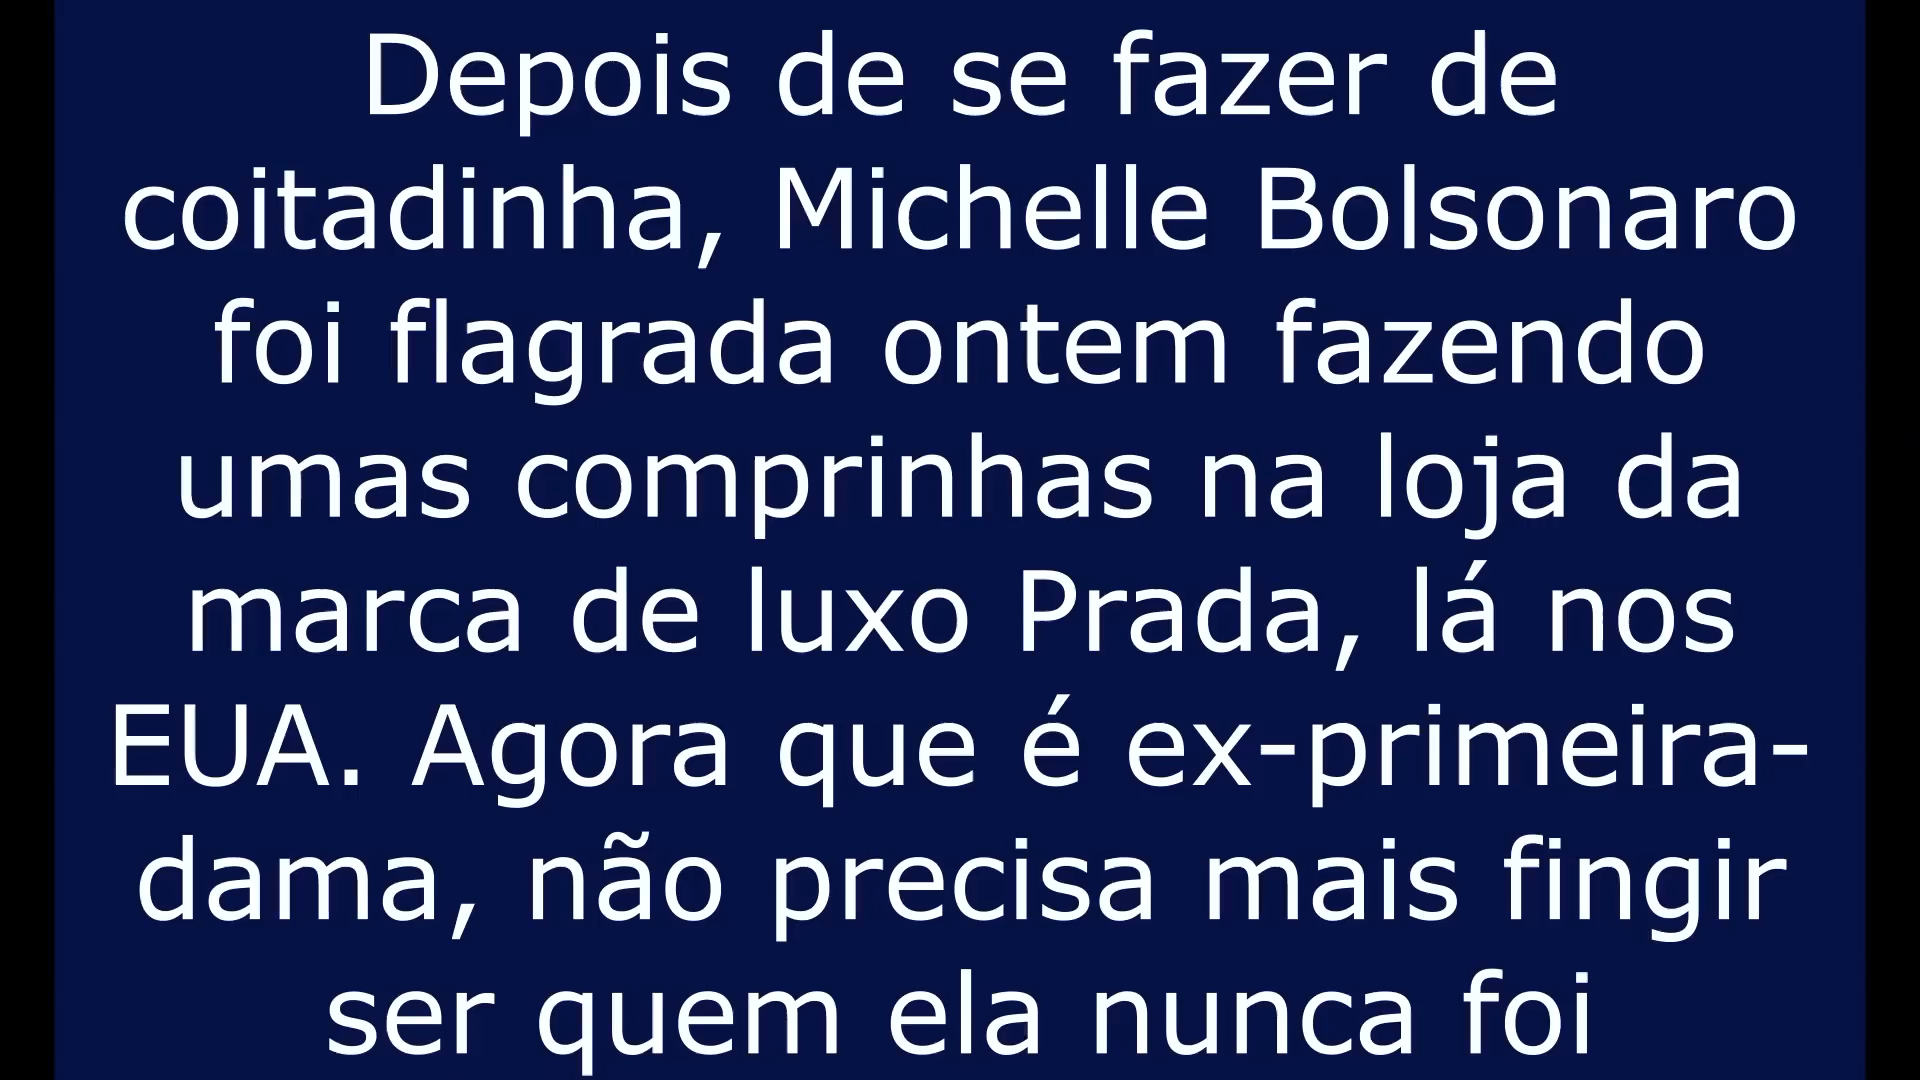 Depois de se fazer de
coitadinha, Michelle Bolsonaro
foi flagrada ontem fazendo
umas comprinhas na loja da
marca de luxo Prada, lá nos
EUA. Agora que é ex-primeira-
dama, não precisa mais fingir
ser quem ela nunca foi